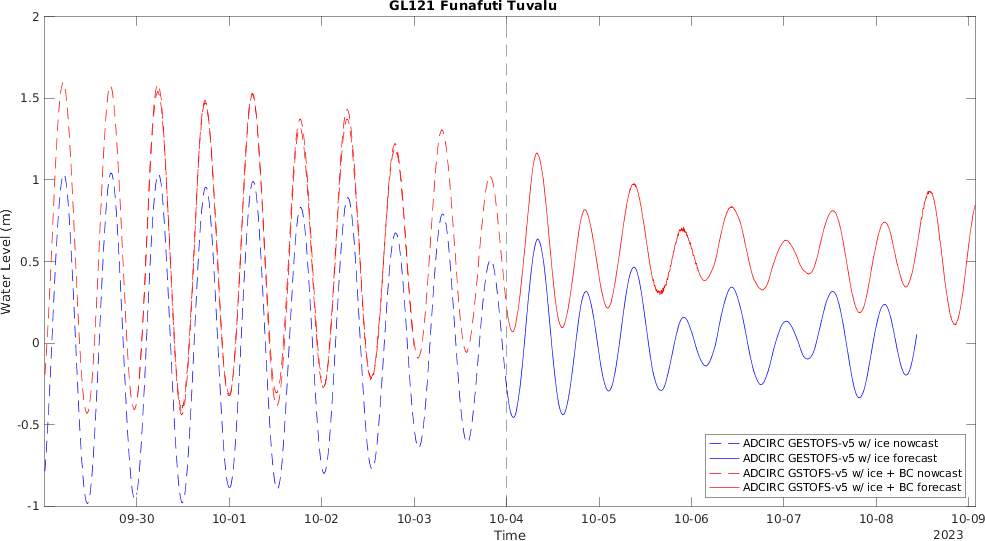 GL121 Funafuti Tuvalu
2
1.5
1
0.5
0
-0.5
-1
Water Level (m)
ADCIRC GESTOFS-v5 w/ ice nowcast
ADCIRC GESTOFS-v5 w/ ice forecast
ADCIRC GSTOFS-v5 w/ ice + BC nowcast
ADCIRC GSTOFS-v5 w/ ice + BC forecast
09-30 10-01 10-02 10-03 10-04 10-05 10-06 10-07 10-08 10-09
Time
2023